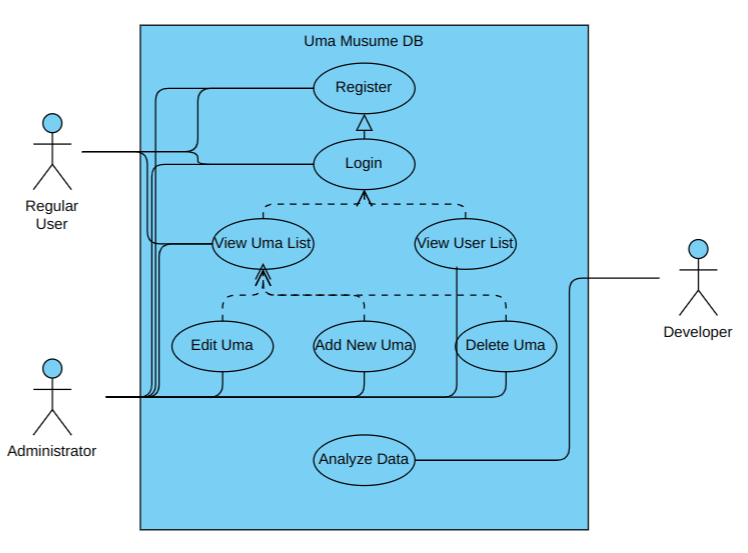 Uma Musume DB
Register
Login
Regular
User
View Uma List
View User List
Developer
Edit Uma
Add New Uma
Delete Uma
Administrator
Analyze Data